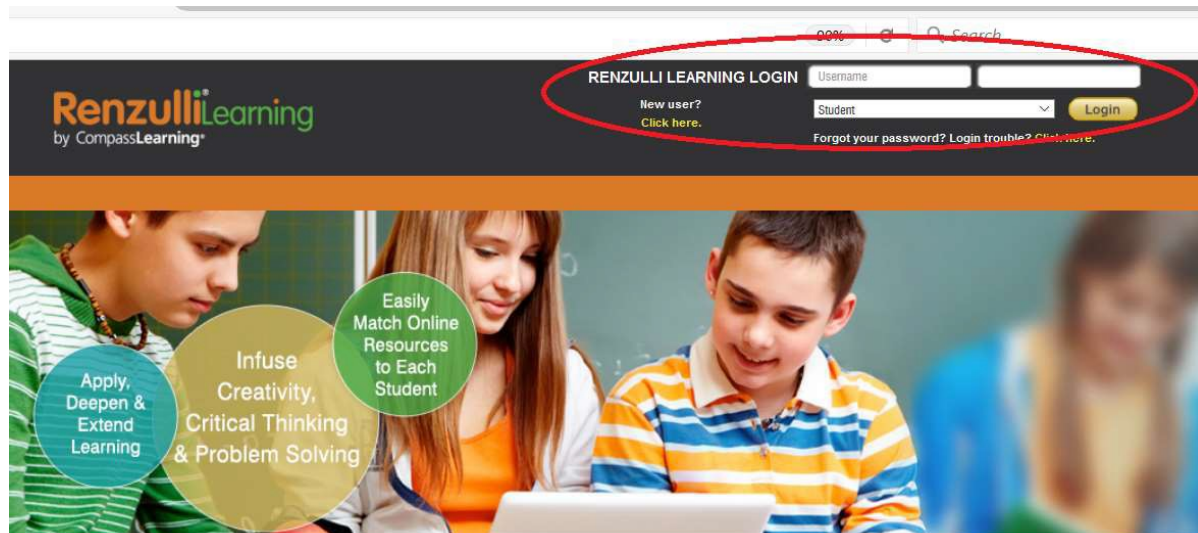 90%
Search
RENZULLI LEARNING LOGIN
Username
New user?
Click here.
Student
Login
Forgot your password? Login trouble? Click here.
RenzulliLearning
by CompassLearning
Easily
Match Online
Resources
to Each
Student
Infuse
Creativity,
Critical Thinking
& Problem Solving
Apply,
Deepen &
Extend
Learning